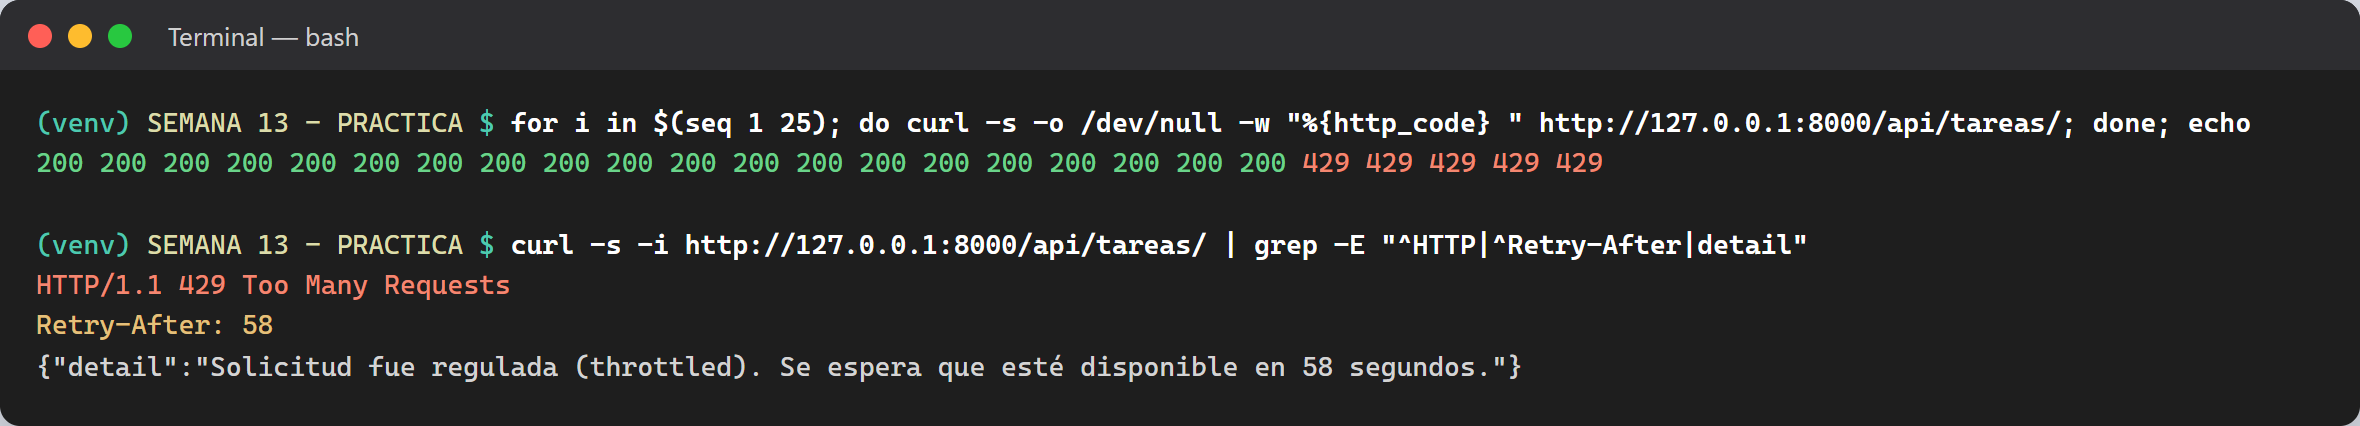 Terminal — bash
(venv) SEMANA 13 - PRACTICA $ for i in $(seq 1 25); do curl -s -o /dev/null -w "%{http_code} " http://127.0.0.1:8000/api/tareas/; done; echo
200 200 200 200 200 200 200 200 200 200 200 200 200 200 200 200 200 200 200 200 429 429 429 429 429
(venv) SEMANA 13 - PRACTICA $ curl -s -i http://127.0.0.1:8000/api/tareas/ | grep -E "^HTTP|^Retry-After|detail"
HTTP/1.1 429 Too Many Requests
Retry-After: 58
{"detail":"Solicitud fue regulada (throttled). Se espera que esté disponible en 58 segundos."}